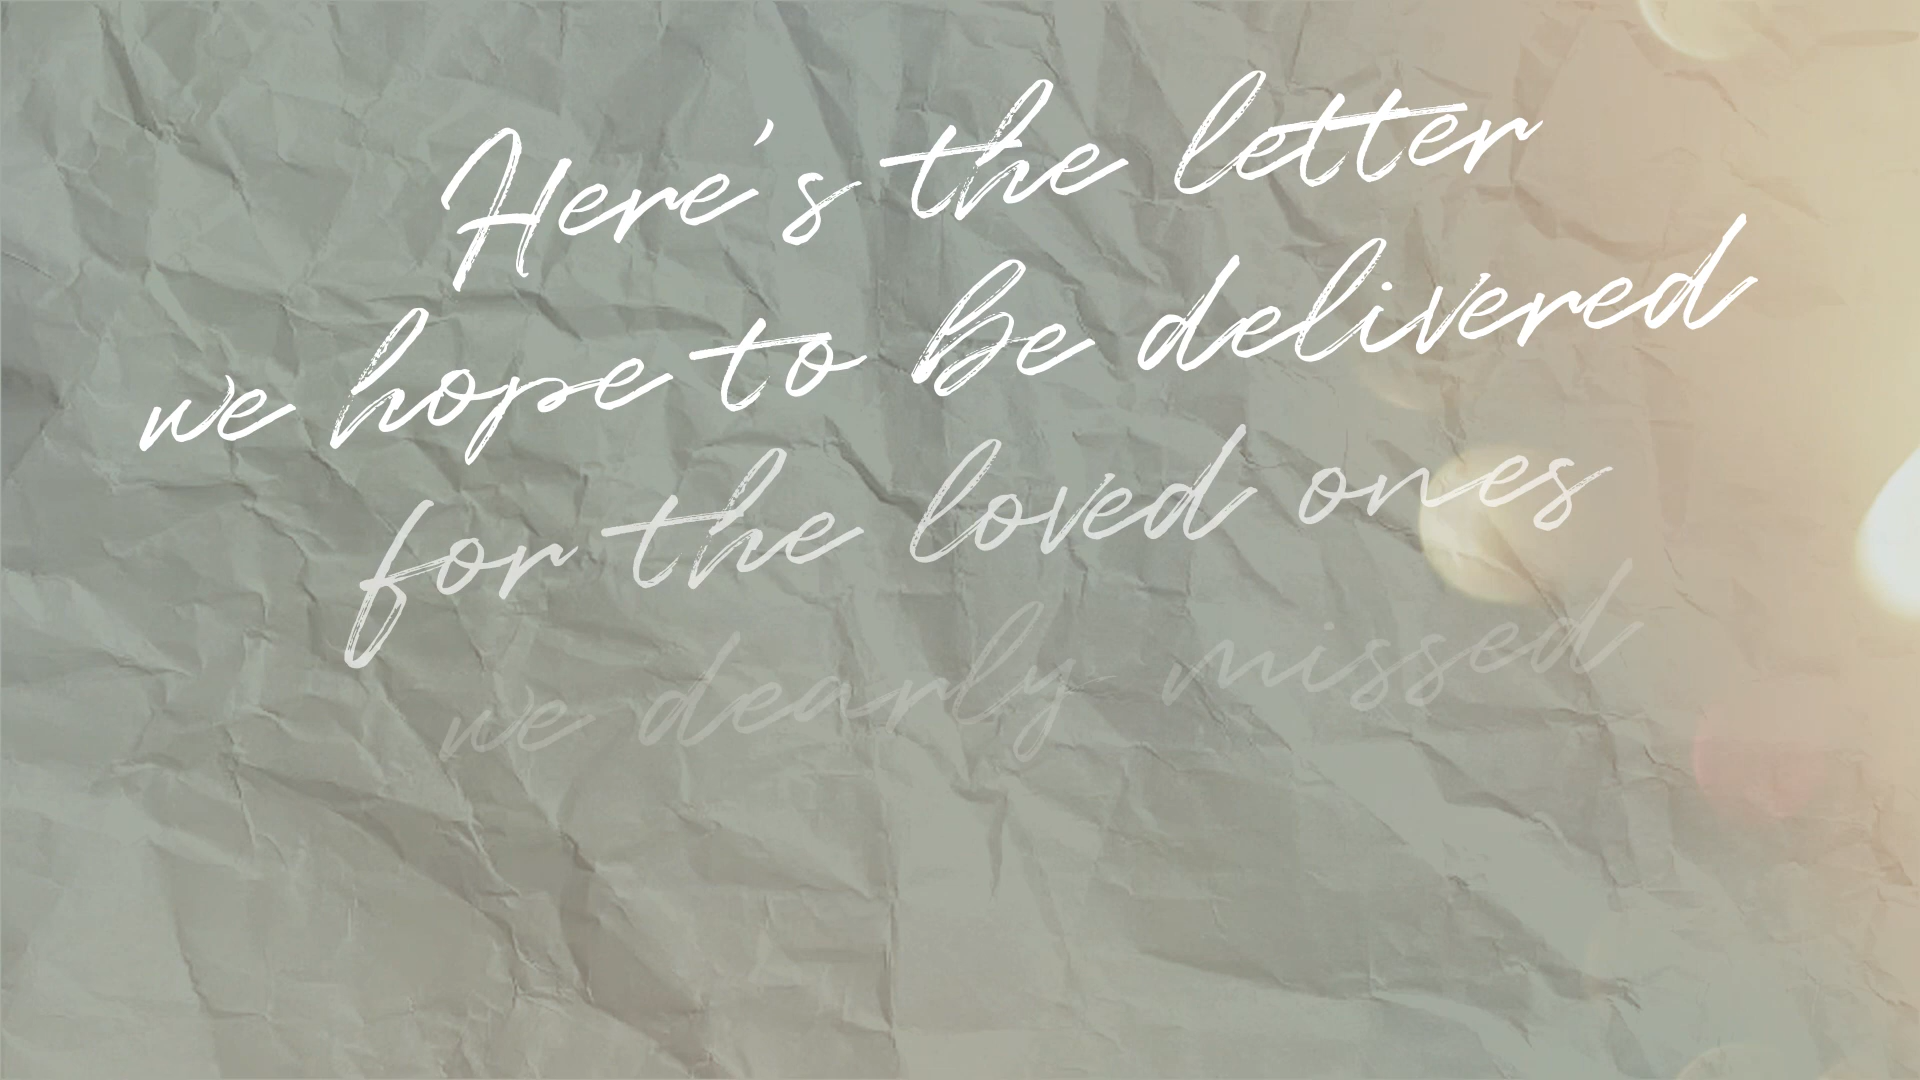 Here's the letter
we hope to be delivered
for the loved ones
we dearly missed